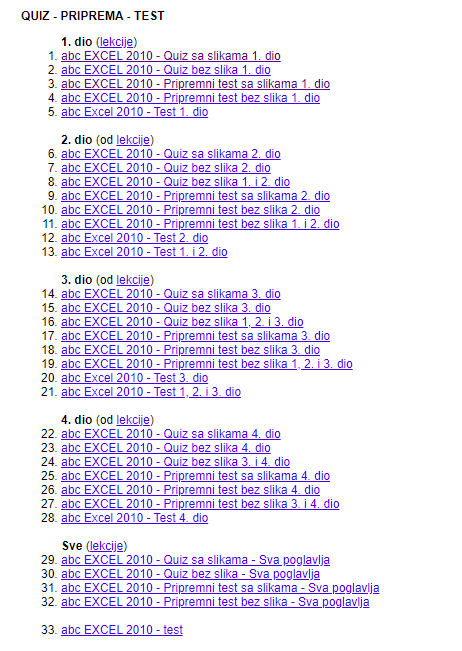 QUIZ - PRIPREMA - TEST
1. dio (lekcije)
1. abc EXCEL 2010 - Quiz sa slikama 1. dio
2. abc EXCEL 2010 - Quiz bez slika 1. dio
3. abc EXCEL 2010 - Pripremni test sa slikama 1. dio
4. abc EXCEL 2010 - Pripremni test bez slika 1. dio
5. abc Excel 2010 - Test 1. dio
2. dio (od lekcije)
6. abc EXCEL 2010 - Quiz sa slikama 2. dio
7. abc EXCEL 2010 - Quiz bez slika 2. dio
8. abc EXCEL 2010 - Quiz bez slika 1. i 2. dio
9. abc EXCEL 2010 - Pripremni test sa slikama 2. dio
10. abc EXCEL 2010 - Pripremni test bez slika 2. dio
11. abc EXCEL 2010 - Pripremni test bez slika 1. i 2. dio
12. abc Excel 2010 - Test 2. dio
13. abc Excel 2010 - Test 1. i 2. dio
3. dio (od lekcije)
14. abc EXCEL 2010 - Quiz sa slikama 3. dio
15. abc EXCEL 2010 - Quiz bez slika 3. dio
16. abc EXCEL 2010 - Quiz bez slika 1, 2. i 3. dio
17. abc EXCEL 2010 - Pripremni test sa slikama 3. dio
18. abc EXCEL 2010 - Pripremni test bez slika 3. dio
19. abc EXCEL 2010 - Pripremni test bez slika 1, 2. i 3. dio
20. abc Excel 2010 - Test 3. dio
21. abc EXCEL 2010 - Test 1, 2. i 3. dio
4. dio (od lekcije)
22. abc EXCEL 2010 - Quiz sa slikama 4. dio
23. abc EXCEL 2010 - Quiz bez slika 4. dio
24. abc EXCEL 2010 - Quiz bez slika 3. i 4. dio
25. abc EXCEL 2010 - Pripremni test sa slikama 4. dio
26. abc EXCEL 2010 - Pripremni test bez slika 4. dio
27. abc EXCEL 2010 - Pripremni test bez slika 3. i 4. dio
28. abc Excel 2010 - Test 4. dio
Sve (lekcije)
29. abc EXCEL 2010 - Quiz sa slikama - Sva poglavlja
30. abc EXCEL 2010 - Quiz bez slika - Sva poglavlja
31. abc EXCEL 2010 - Pripremni test sa slikama - Sva poglavlja
32. abc EXCEL 2010 - Pripremni test bez slika - Sva poglavlja
33. abc EXCEL 2010 - test